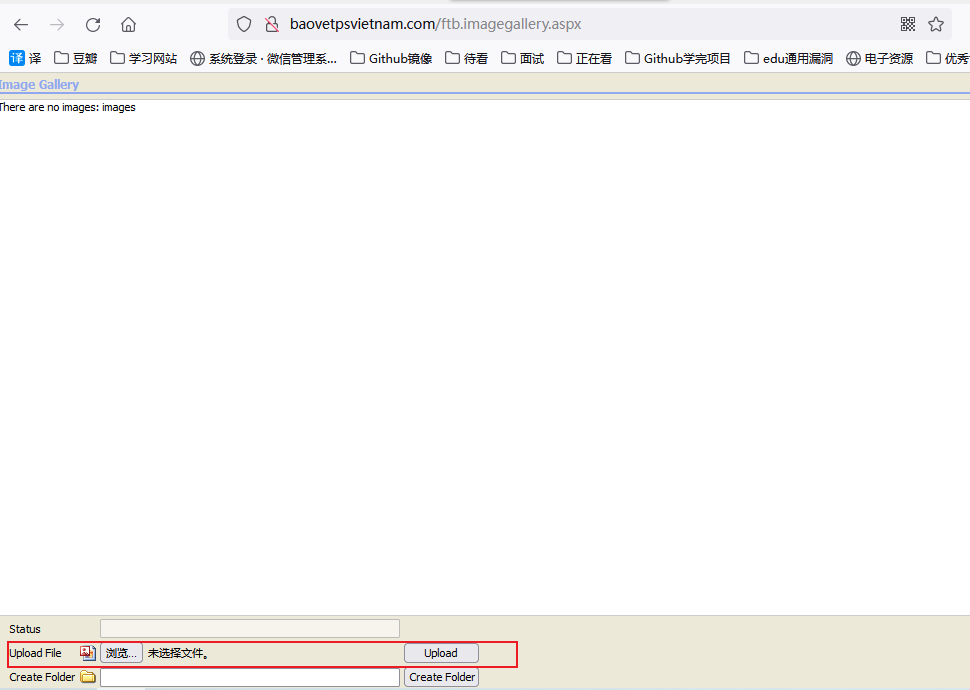 baovetpsvietnam.com/ftb.imagegallery.aspx
译 译 豆瓣 学习网站 系统登录 · 微信管理系... Github镜像 待看 面试 正在看 Github学完项目 edu通用漏洞 电子资源 优秀
Image Gallery
There are no images: images
Status
Upload File 浏览... 未选择文件。 Upload
Create Folder Create Folder